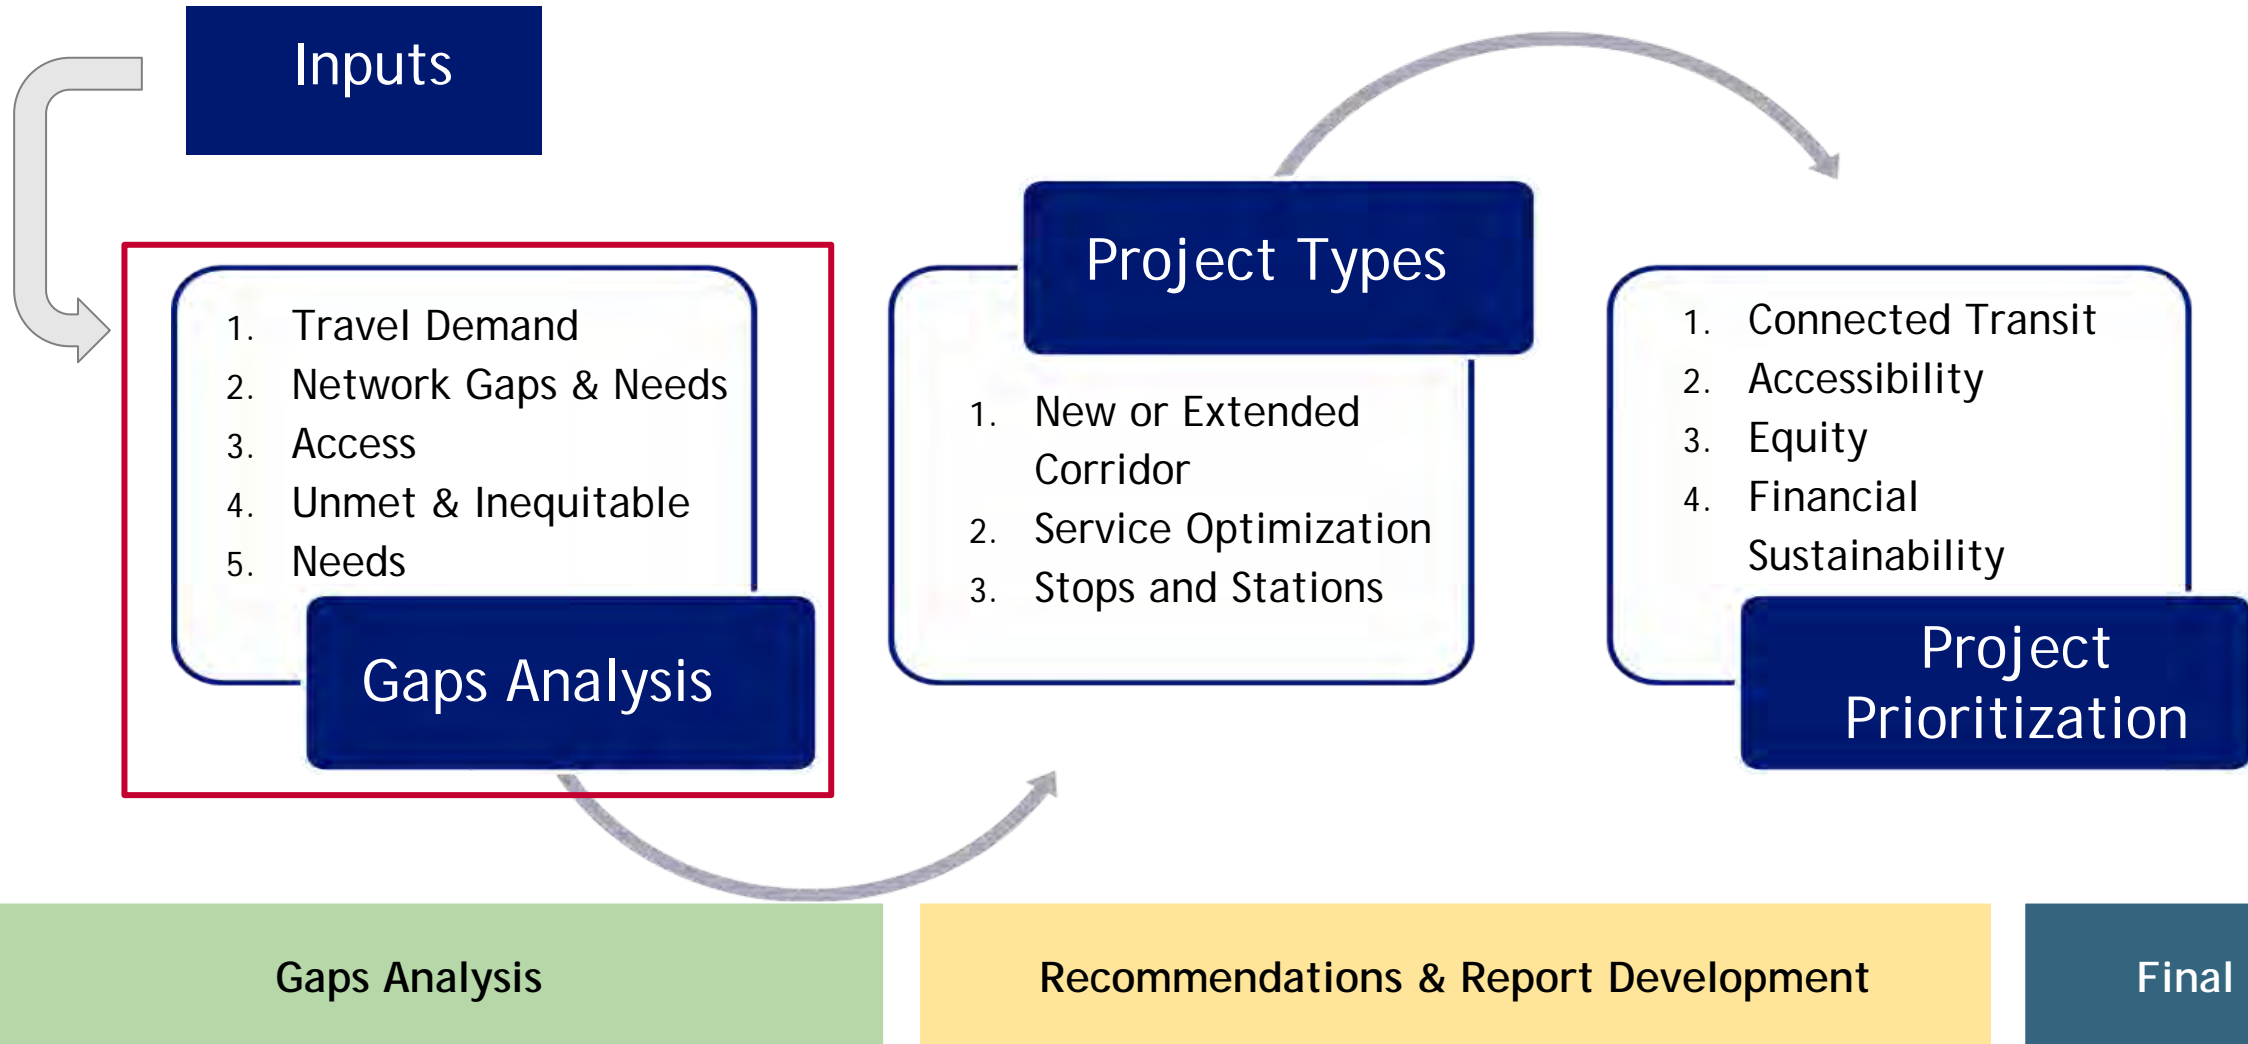 Inputs
1. Travel Demand
2. Network Gaps & Needs
3. Access
4. Unmet & Inequitable
5. Needs
Gaps Analysis
Project Types
1. New or Extended
Corridor
2. Service Optimization
3. Stops and Stations
1. Connected Transit
2. Accessibility
3. Equity
4. Financial
Sustainability
Project
Prioritization
Gaps Analysis
Recommendations & Report Development
Final